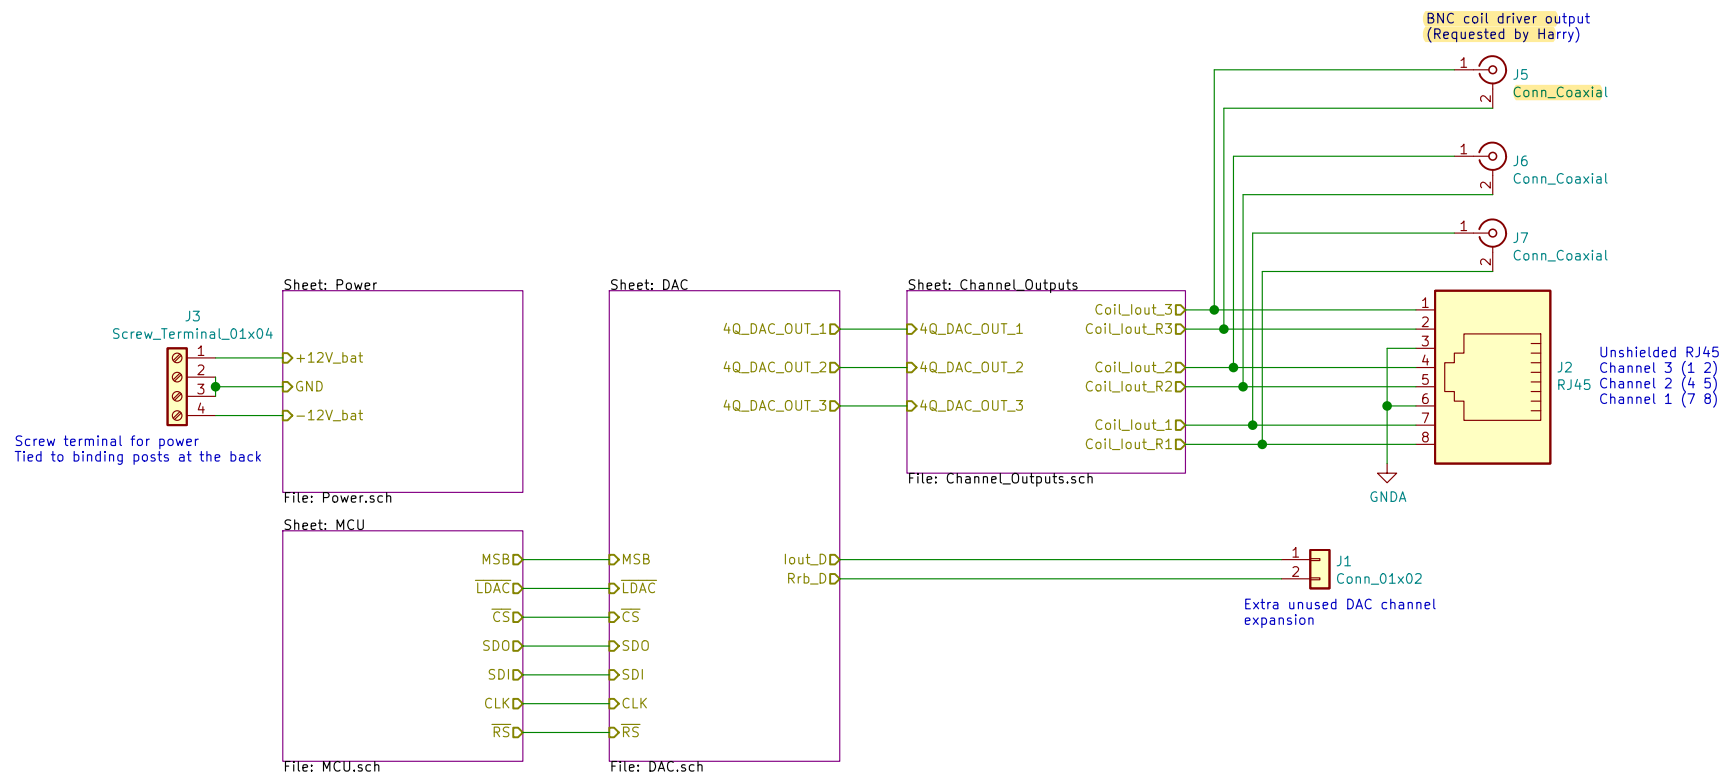 BNC coil driver output
(Requested by Harry)
1
J5
Conn_Coaxial
2
1
J6
Conn_Coaxial
2
1
J7
Conn_Coaxial
2
J3
Screw_Terminal_01x04
1
2
3
4
Screw terminal for power
Tied to binding posts at the back
Sheet: Power
+12V_bat
GND
-12V_bat
File: Power.sch
Sheet: MCU
MSB
LDAC
CS
SDO
SDI
CLK
RS
File: MCU.sch
Sheet: DAC
4Q_DAC_OUT_1
4Q_DAC_OUT_2
4Q_DAC_OUT_3
MSB
LDAC
CS
SDO
SDI
CLK
RS
Iout_D
Rrb_D
File: DAC.sch
Sheet: Channel_Outputs
4Q_DAC_OUT_1
4Q_DAC_OUT_2
4Q_DAC_OUT_3
Coil_Iout_3
Coil_Iout_R3
Coil_Iout_2
Coil_Iout_R2
Coil_Iout_1
Coil_Iout_R1
File: Channel_Outputs.sch
1
2
3
4
5
6
7
8
J2
RJ45
Unshielded RJ45
Channel 3 (1 2)
Channel 2 (4 5)
Channel 1 (7 8)
GNDA
1
2
J1
Conn_01x02
Extra unused DAC channel
expansion